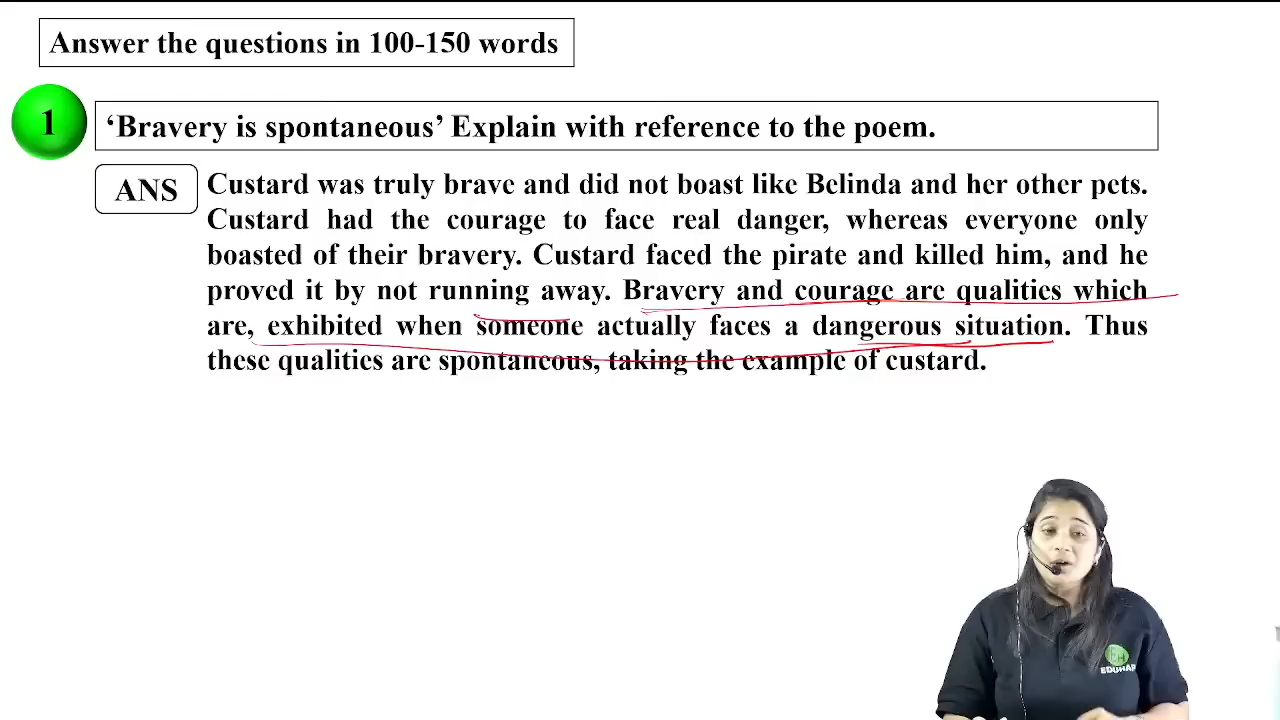 Answer the questions in 100-150 words
1
‘Bravery is spontaneous’ Explain with reference to the poem.
ANS
Custard was truly brave and did not boast like Belinda and her other pets.
Custard had the courage to face real danger, whereas everyone only
boasted of their bravery. Custard faced the pirate and killed him, and he
proved it by not running away. Bravery and courage are qualities which
are, exhibited when someone actually faces a dangerous situation. Thus
these qualities are spontaneous, taking the example of custard.